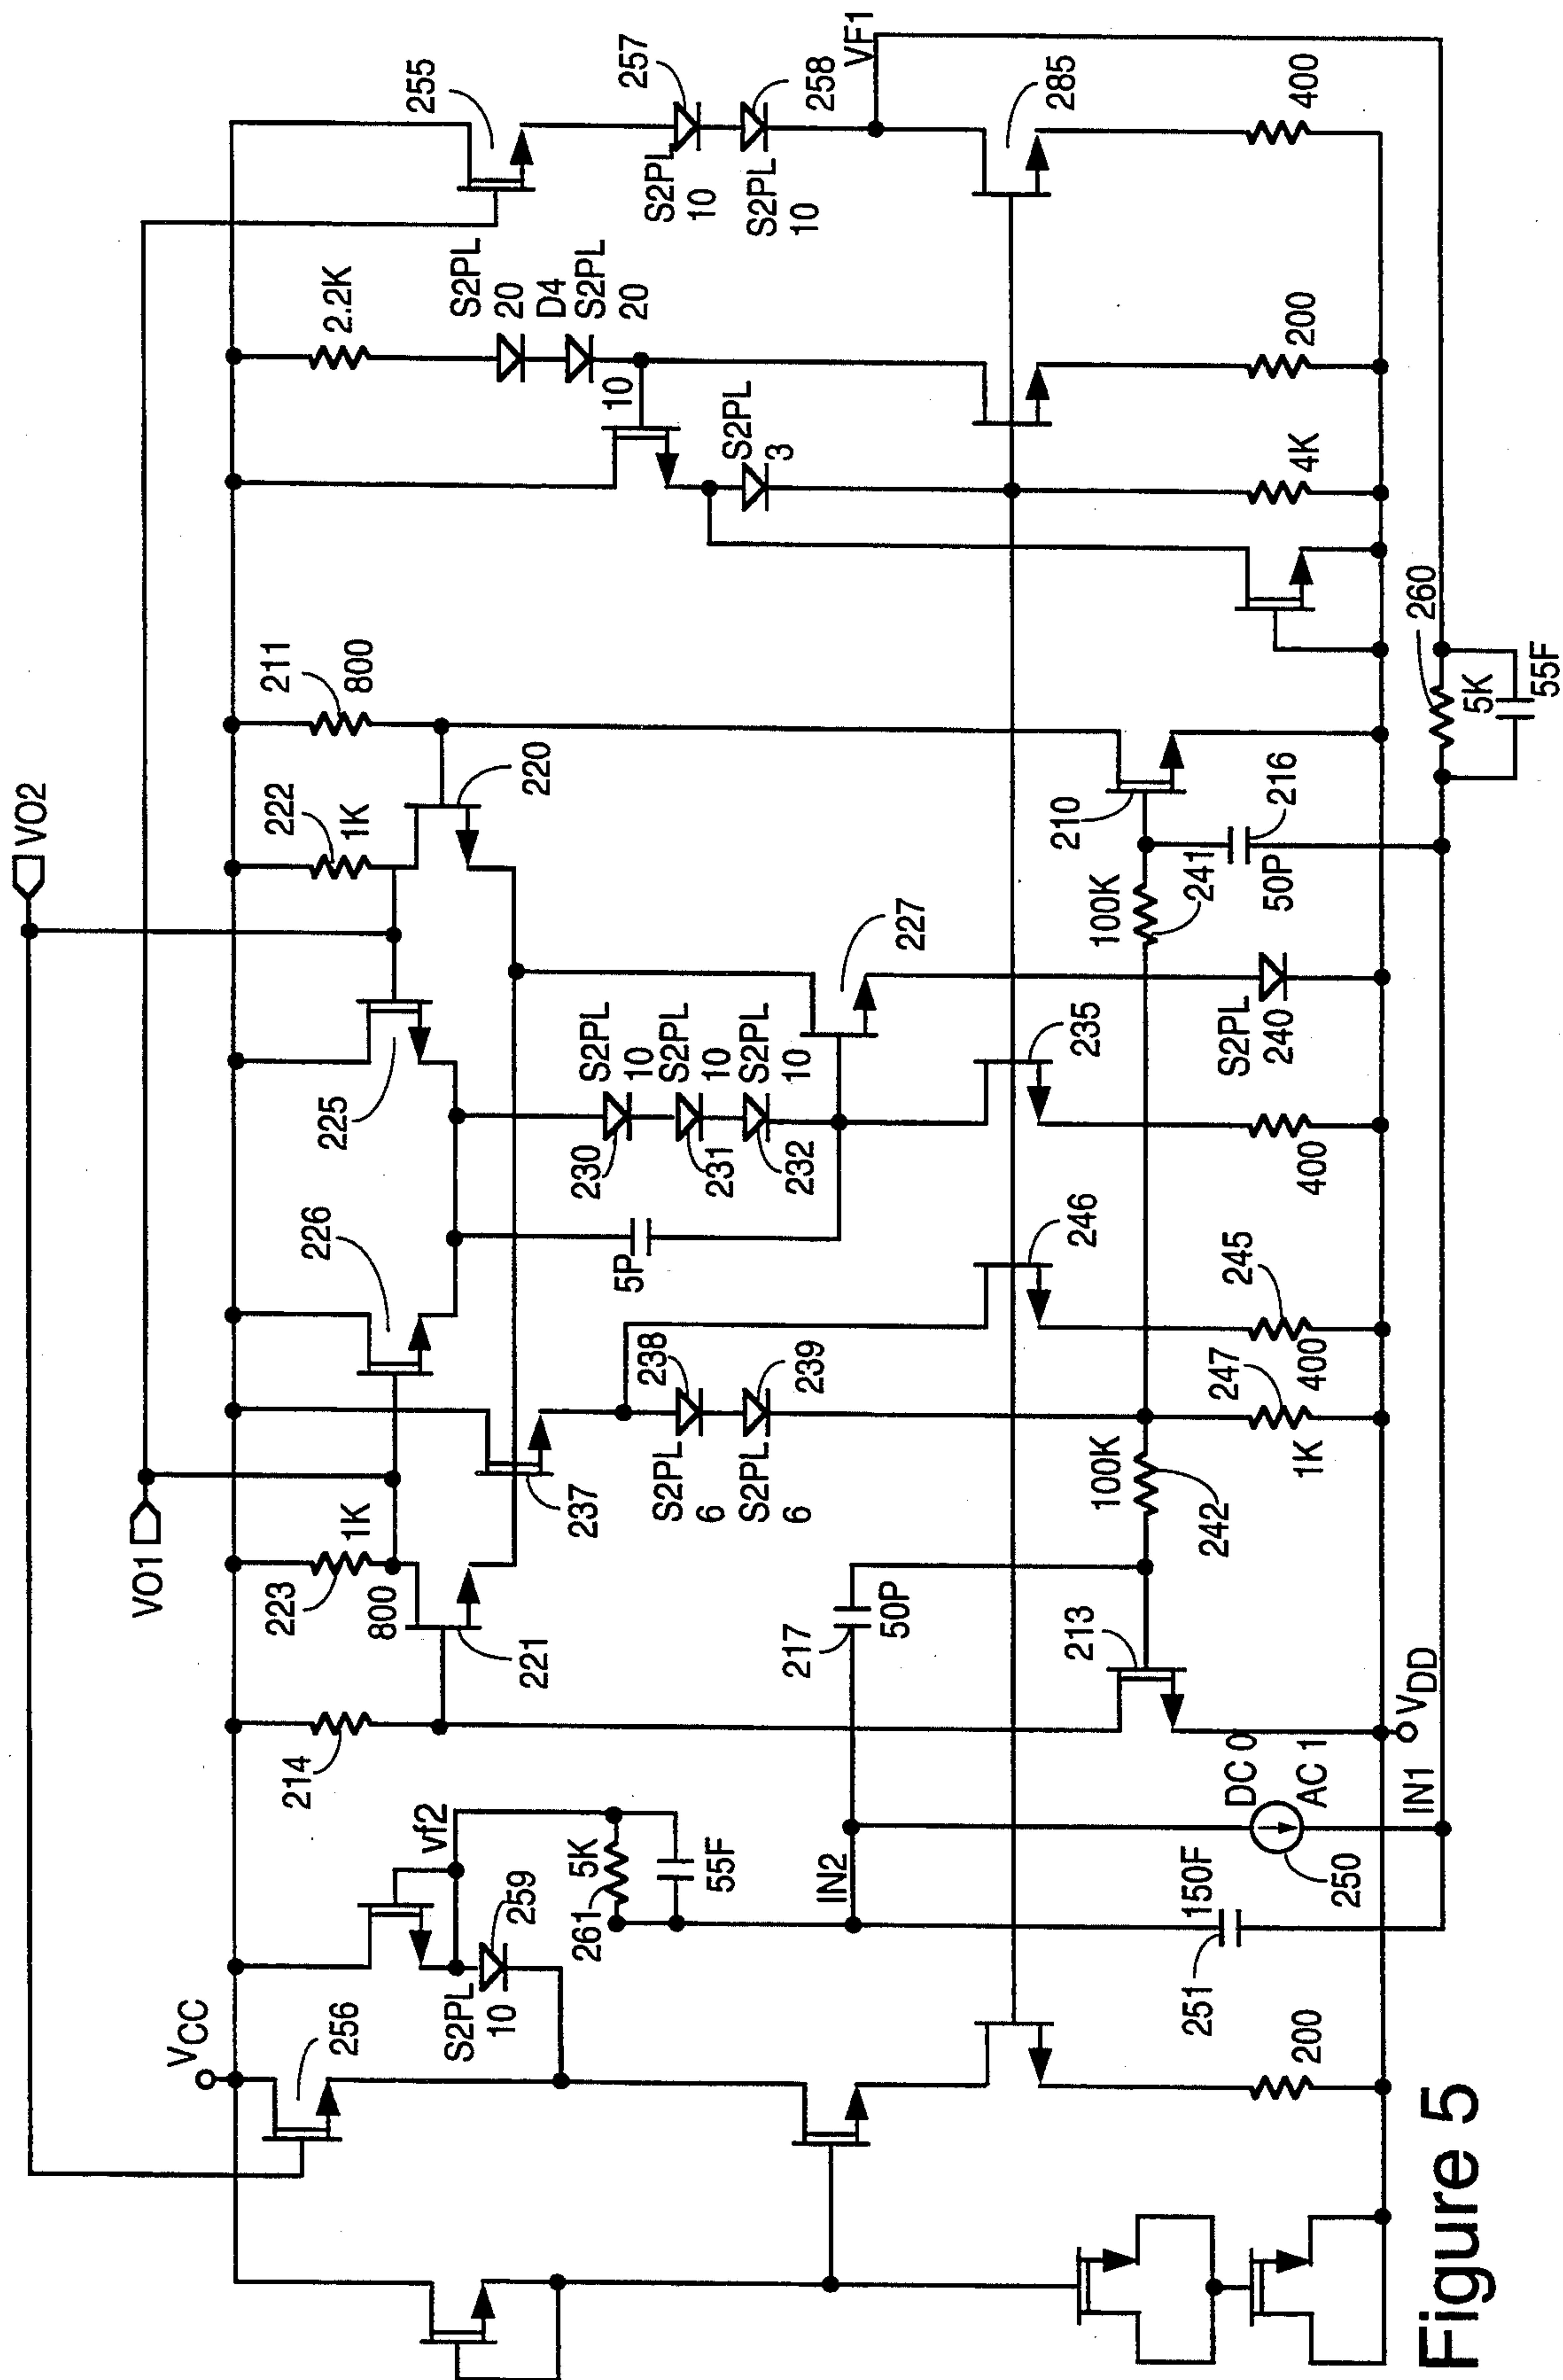 VO2
VO1
VCC
256
S2PL
10
259
vf2
214
223
1K
800
221
237
226
225
222
1K
220
211
800
2.2K
S2PL
20
D4
S2PL
20
10
255
S2PL
10
257
S2PL
10
258
VF1
261
5K
55F
IN2
217
50P
S2PL
6
238
S2PL
6
239
5P
230
S2PL
10
231
S2PL
10
232
S2PL
10
227
S2PL
3
285
213
242
100K
246
235
100K
241
210
216
50P
251
150F
250
DC 0
AC 1
IN1
VDD
200
247
1K
245
400
400
S2PL
240
4K
200
400
260
5K
55F
Figure 5